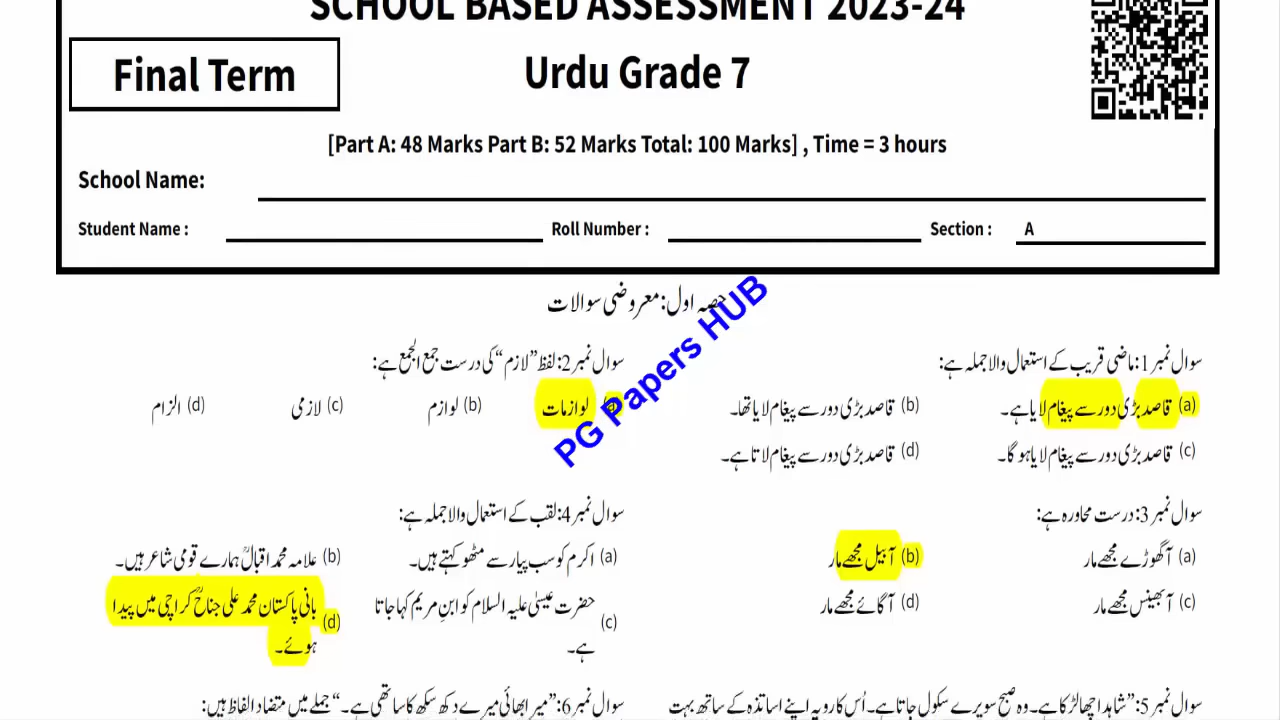 SCHOOL BASED ASSESSMENT 2023-24
Final Term
Urdu Grade 7
[Part A: 48 Marks Part B: 52 Marks Total: 100 Marks] , Time = 3 hours
School Name:
Student Name : Roll Number : Section : A
حصہ اول: معروضی سوالات
PG Papers HUB
سوال نمبر 1: ماضی قریب کے استعمال والا جملہ ہے:
(a) قاصد بڑی دور سے پیغام لایا ہے۔
(b) قاصد بڑی دور سے پیغام لایا تھا۔
(c) قاصد بڑی دور سے پیغام لایا ہو گا۔
(d) قاصد بڑی دور سے پیغام لاتا ہے۔
سوال نمبر 2: لفظ "لازم" کی درست جمع الجمع ہے:
(a) لوازمات
(b) لوازم
(c) لازمی
(d) الزام
سوال نمبر 3: درست محاورہ ہے:
(a) آ گھوڑے مجھے مار
(b) آ بیل مجھے مار
(c) آ بھینس مجھے مار
(d) آ گائے مجھے مار
سوال نمبر 4: لقب کے استعمال والا جملہ ہے:
(a) اکرم کو سب پیار سے مٹھو کہتے ہیں۔
(b) علامہ محمد اقبالؒ ہمارے قومی شاعر ہیں۔
(c) حضرت عیسیٰ علیہ السلام کو ابنِ مریم کہا جاتا
ہے۔
(d) بانی پاکستان محمد علی جناحؒ کراچی میں پیدا
ہوئے۔
سوال نمبر 5: "شاہد اچھا لڑکا ہے۔ وہ صبح سویرے سکول جاتا ہے۔ اُس کا رویہ اپنے اساتذہ کے ساتھ بہت
سوال نمبر 6: "میرا بھائی میرے دکھ سکھ کا ساتھی ہے۔" جملے میں متضاد الفاظ ہیں: